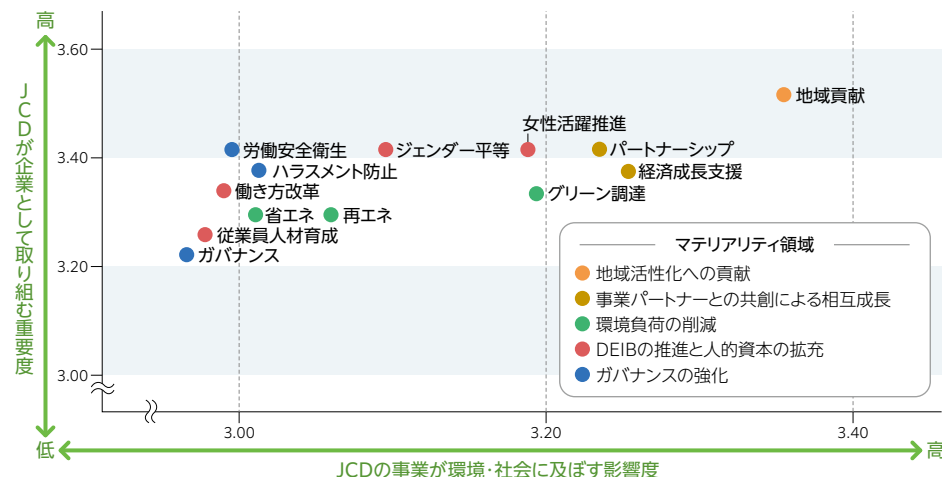 高
JCDが企業として取り組む重要度
低
3.60
3.40
3.20
3.00
地域貢献
女性活躍推進
労働安全衛生
ジェンダー平等
パートナーシップ
ハラスメント防止
経済成長支援
働き方改革
グリーン調達
省エネ
再エネ
従業員人材育成
ガバナンス
マテリアリティ領域
地域活性化への貢献
事業パートナーとの共創による相互成長
環境負荷の削減
DEIBの推進と人的資本の拡充
ガバナンスの強化
3.00
3.20
3.40
高
JCDの事業が環境・社会に及ぼす影響度